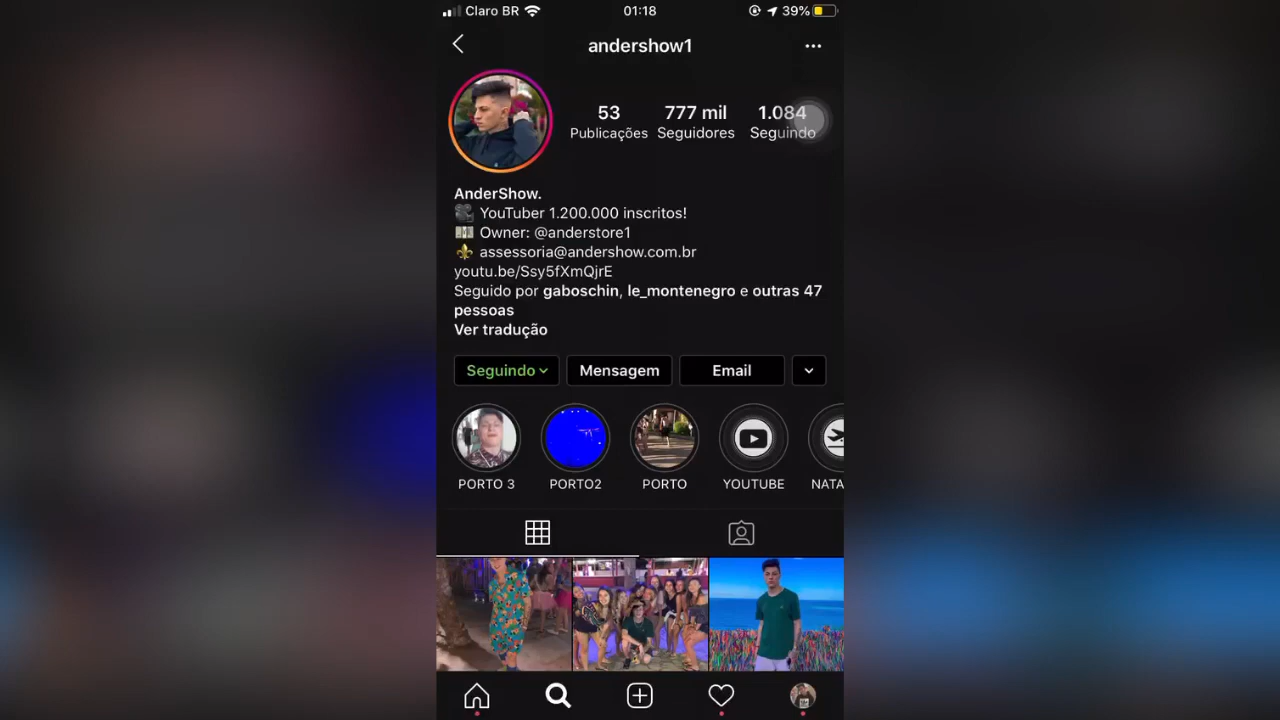 Claro BR
01:18
39%
andershow1
53
777 mil
1.084
Publicações
Seguidores
Seguindo
AnderShow.
YouTuber 1.200.000 inscritos!
Owner: @anderstore1
assessoria@andershow.com.br
youtu.be/Ssy5fXmQjrE
Seguido por gaboschin, le_montenegro e outras 47
pessoas
Ver tradução
Seguindo
Mensagem
Email
PORTO 3
PORTO2
PORTO
YOUTUBE
NATA